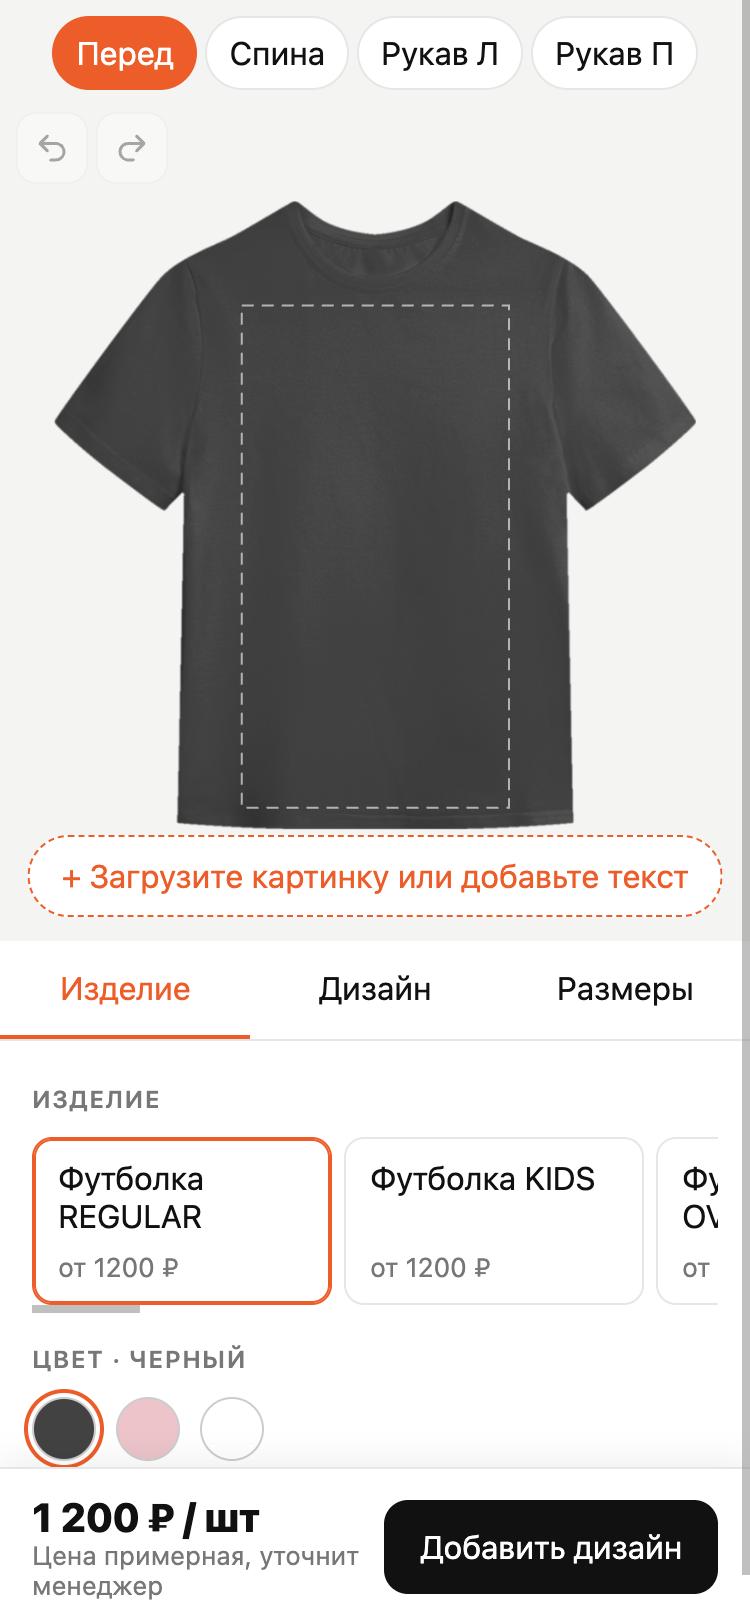 Перед
Спина
Рукав Л
Рукав П
+ Загрузите картинку или добавьте текст
Изделие
Дизайн
Размеры
ИЗДЕЛИЕ
Футболка
REGULAR
от 1200 ₽
Футболка KIDS
от 1200 ₽
от
ЦВЕТ · ЧЕРНЫЙ
1 200 ₽ / шт
Цена примерная, уточнит
менеджер
Добавить дизайн